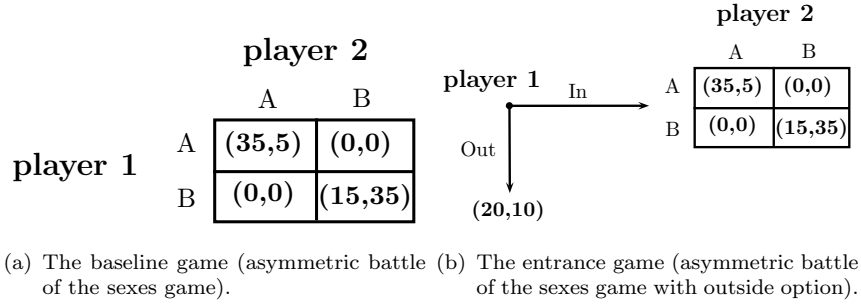 player 2
A B
player 1
A (35,5) (0,0)
B (0,0) (15,35)
(a) The baseline game (asymmetric battle of the sexes game).
player 2
A B
player 1
In
A (35,5) (0,0)
B (0,0) (15,35)
Out
(20,10)
(b) The entrance game (asymmetric battle of the sexes game with outside option).